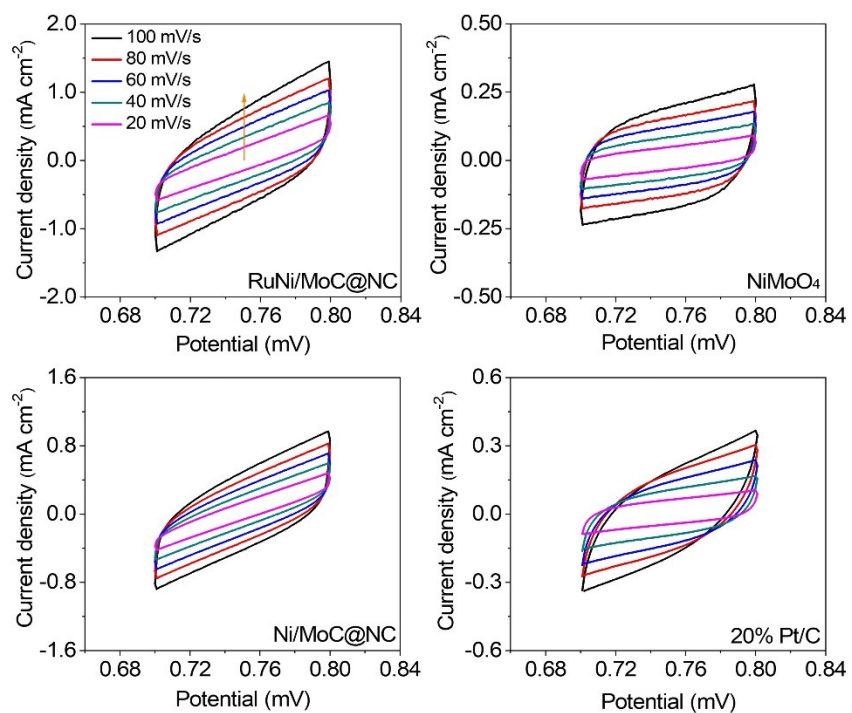 2.0
1.0
0.0
-1.0
-2.0
Current density (mA cm⁻²)
100 mV/s
80 mV/s
60 mV/s
40 mV/s
20 mV/s
RuNi/MoC@NC
0.68 0.72 0.76 0.80 0.84
Potential (mV)
0.50
0.25
0.00
-0.25
-0.50
Current density (mA cm⁻²)
NiMoO₄
0.68 0.72 0.76 0.80 0.84
Potential (mV)
1.6
0.8
0.0
-0.8
-1.6
Current density (mA cm⁻²)
Ni/MoC@NC
0.68 0.72 0.76 0.80 0.84
Potential (mV)
0.6
0.3
0.0
-0.3
-0.6
Current density (mA cm⁻²)
20% Pt/C
0.68 0.72 0.76 0.80 0.84
Potential (mV)